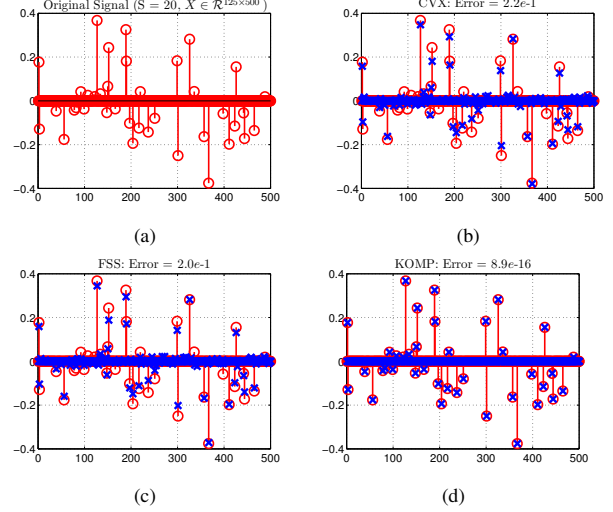 Original Signal (S = 20, X ∈ R^{125×500})
0.4
0.2
0
−0.2
−0.4
0 100 200 300 400 500
(a)
CVX: Error = 2.2e-1
0.4
0.2
0
−0.2
−0.4
0 100 200 300 400 500
(b)
FSS: Error = 2.0e-1
0.4
0.2
0
0.2
0.4
0 100 200 300 400 500
(c)
KOMP: Error = 8.9e-16
0.4
0.2
0
0.2
0.4
0 100 200 300 400 500
(d)